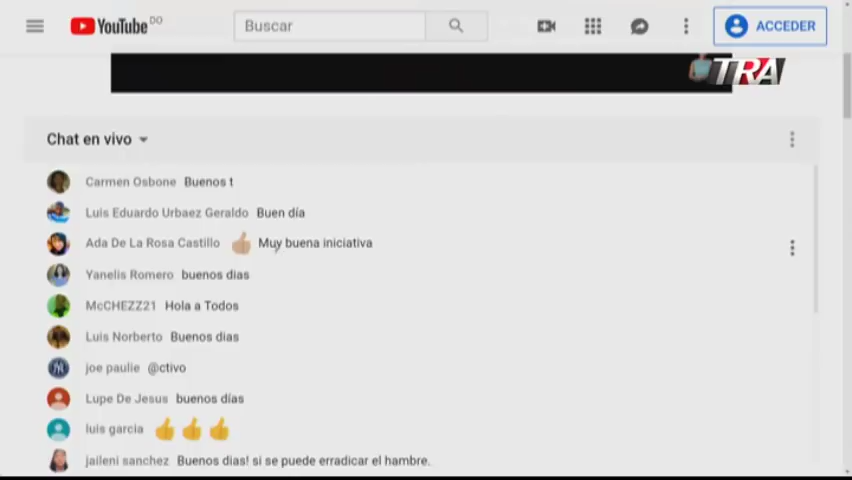 YouTube DO
Buscar
ACCEDER
TRA
Chat en vivo
Carmen Osbone Buenos t
Luis Eduardo Urbaez Geraldo Buen día
Ada De La Rosa Castillo 👍🏼 Muy buena iniciativa
Yanelis Romero buenos dias
McCHEZZ21 Hola a Todos
Luis Norberto Buenos dias
joe paulie @ctivo
Lupe De Jesus buenos días
luis garcia 👍👍👍
jaileni sanchez Buenos dias! si se puede erradicar el hambre.